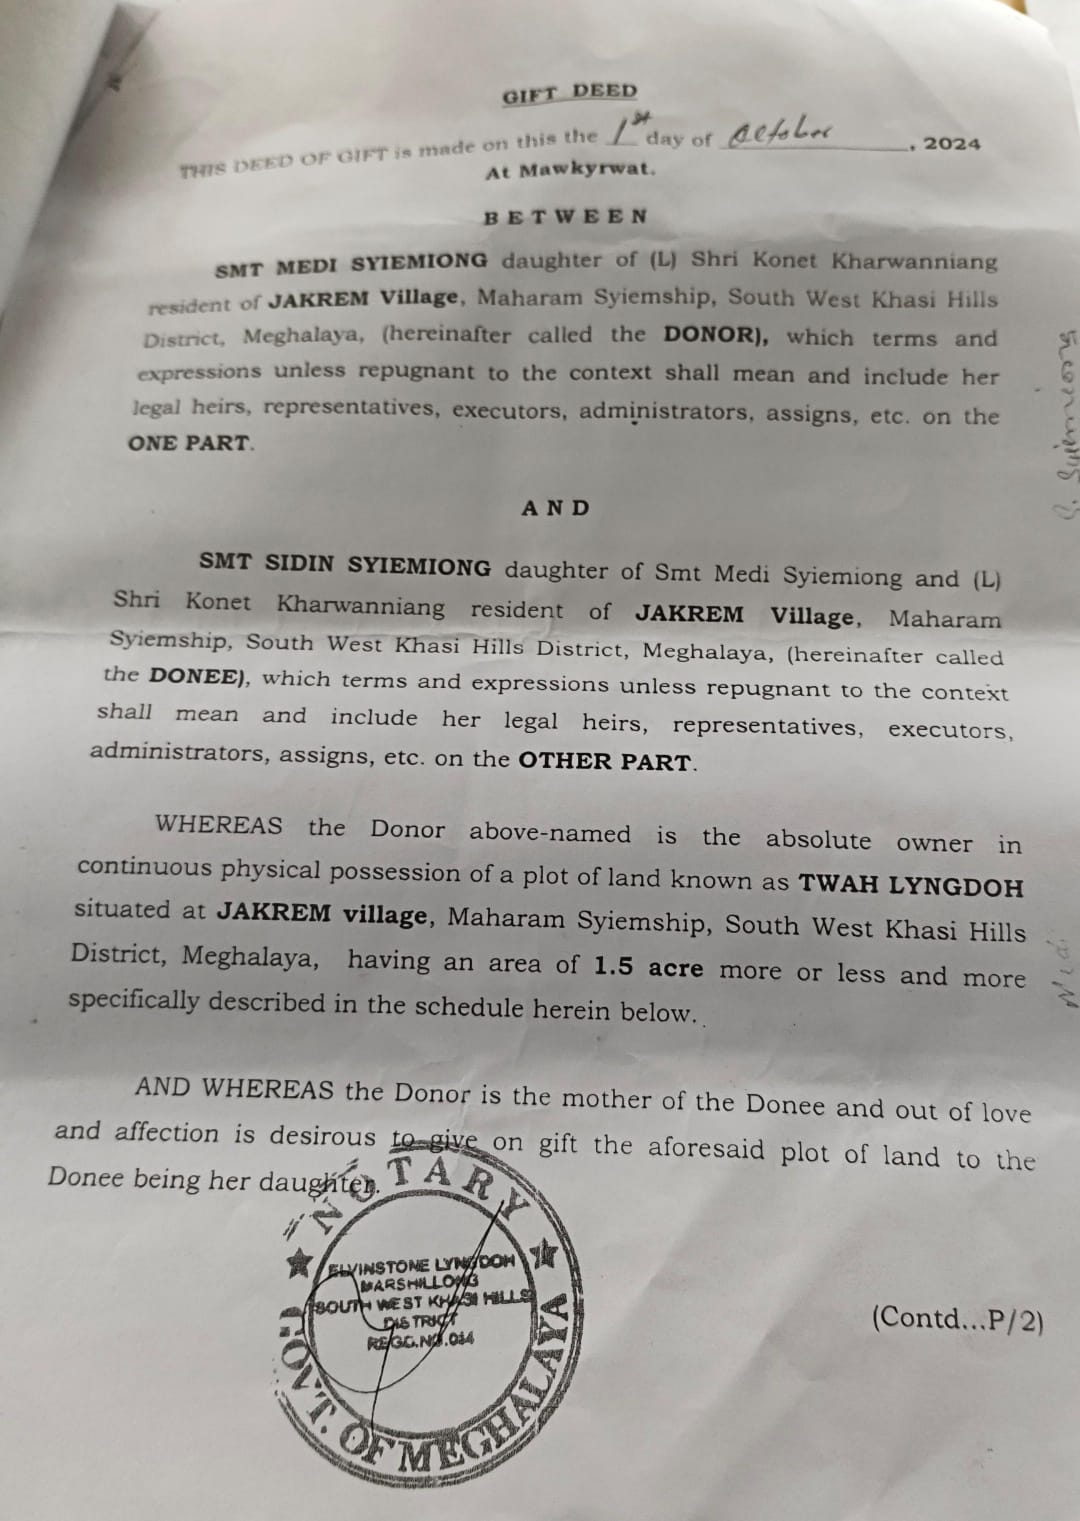 GIFT DEED
THIS DEED OF GIFT is made on this the 1st day of October, 2024
At Mawkyrwat.
BETWEEN
SMT MEDI SYIEMIONG daughter of (L) Shri Konet Kharwanniang
resident of JAKREM Village, Maharam Syiemship, South West Khasi Hills
District, Meghalaya, (hereinafter called the DONOR), which terms and
expressions unless repugnant to the context shall mean and include her
legal heirs, representatives, executors, administrators, assigns, etc. on the
ONE PART.
AND
SMT SIDIN SYIEMIONG daughter of Smt Medi Syiemiong and (L)
Shri Konet Kharwanniang resident of JAKREM Village, Maharam
Syiemship, South West Khasi Hills District, Meghalaya, (hereinafter called
the DONEE), which terms and expressions unless repugnant to the context
shall mean and include her legal heirs, representatives, executors,
administrators, assigns, etc. on the OTHER PART.
WHEREAS the Donor above-named is the absolute owner in
continuous physical possession of a plot of land known as TWAH LYNGDOH
situated at JAKREM village, Maharam Syiemship, South West Khasi Hills
District, Meghalaya, having an area of 1.5 acre more or less and more
specifically described in the schedule herein below.
AND WHEREAS the Donor is the mother of the Donee and out of love
and affection is desirous to give on gift the aforesaid plot of land to the
Donee being her daughter.
NOTARY
ELVINSTONE LYNGDOH
MARSHILLONG
SOUTH WEST KHASI HILLS
DISTRICT
REGG.NO.034
GOVT. OF MEGHALAYA
(Contd...P/2)
S. Syiemiong